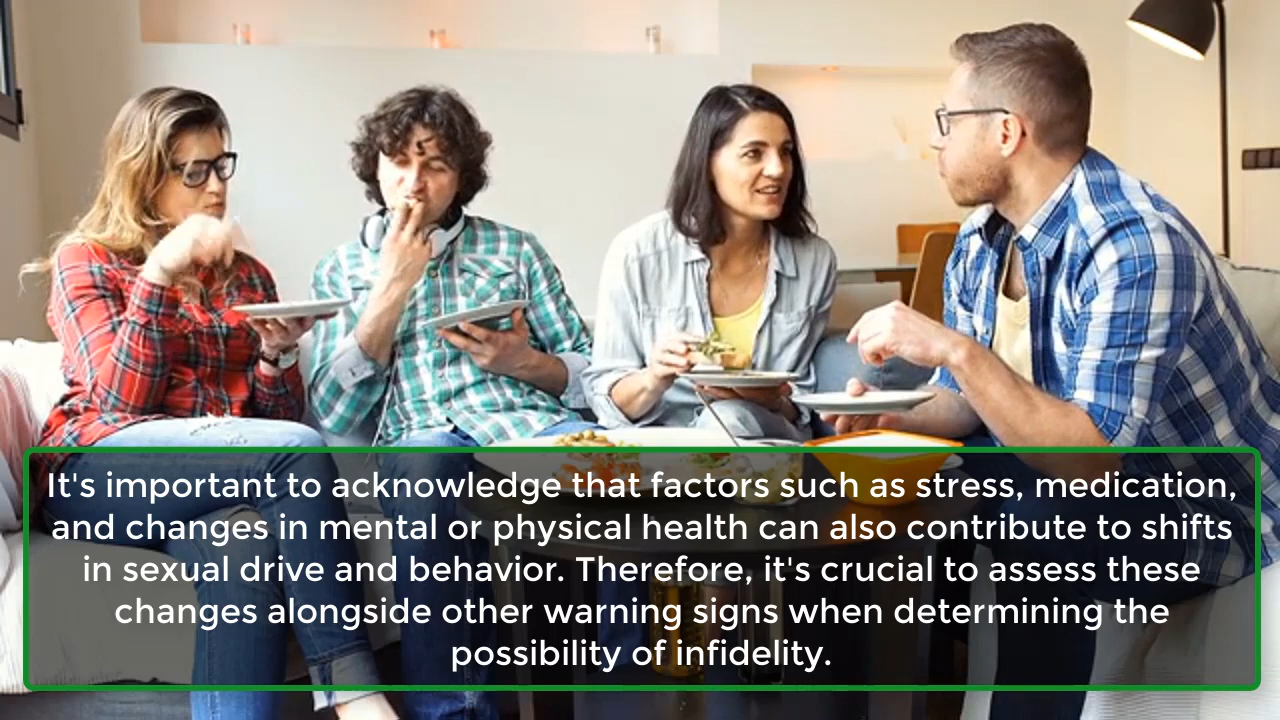 It's important to acknowledge that factors such as stress, medication,
and changes in mental or physical health can also contribute to shifts
in sexual drive and behavior. Therefore, it's crucial to assess these
changes alongside other warning signs when determining the
possibility of infidelity.